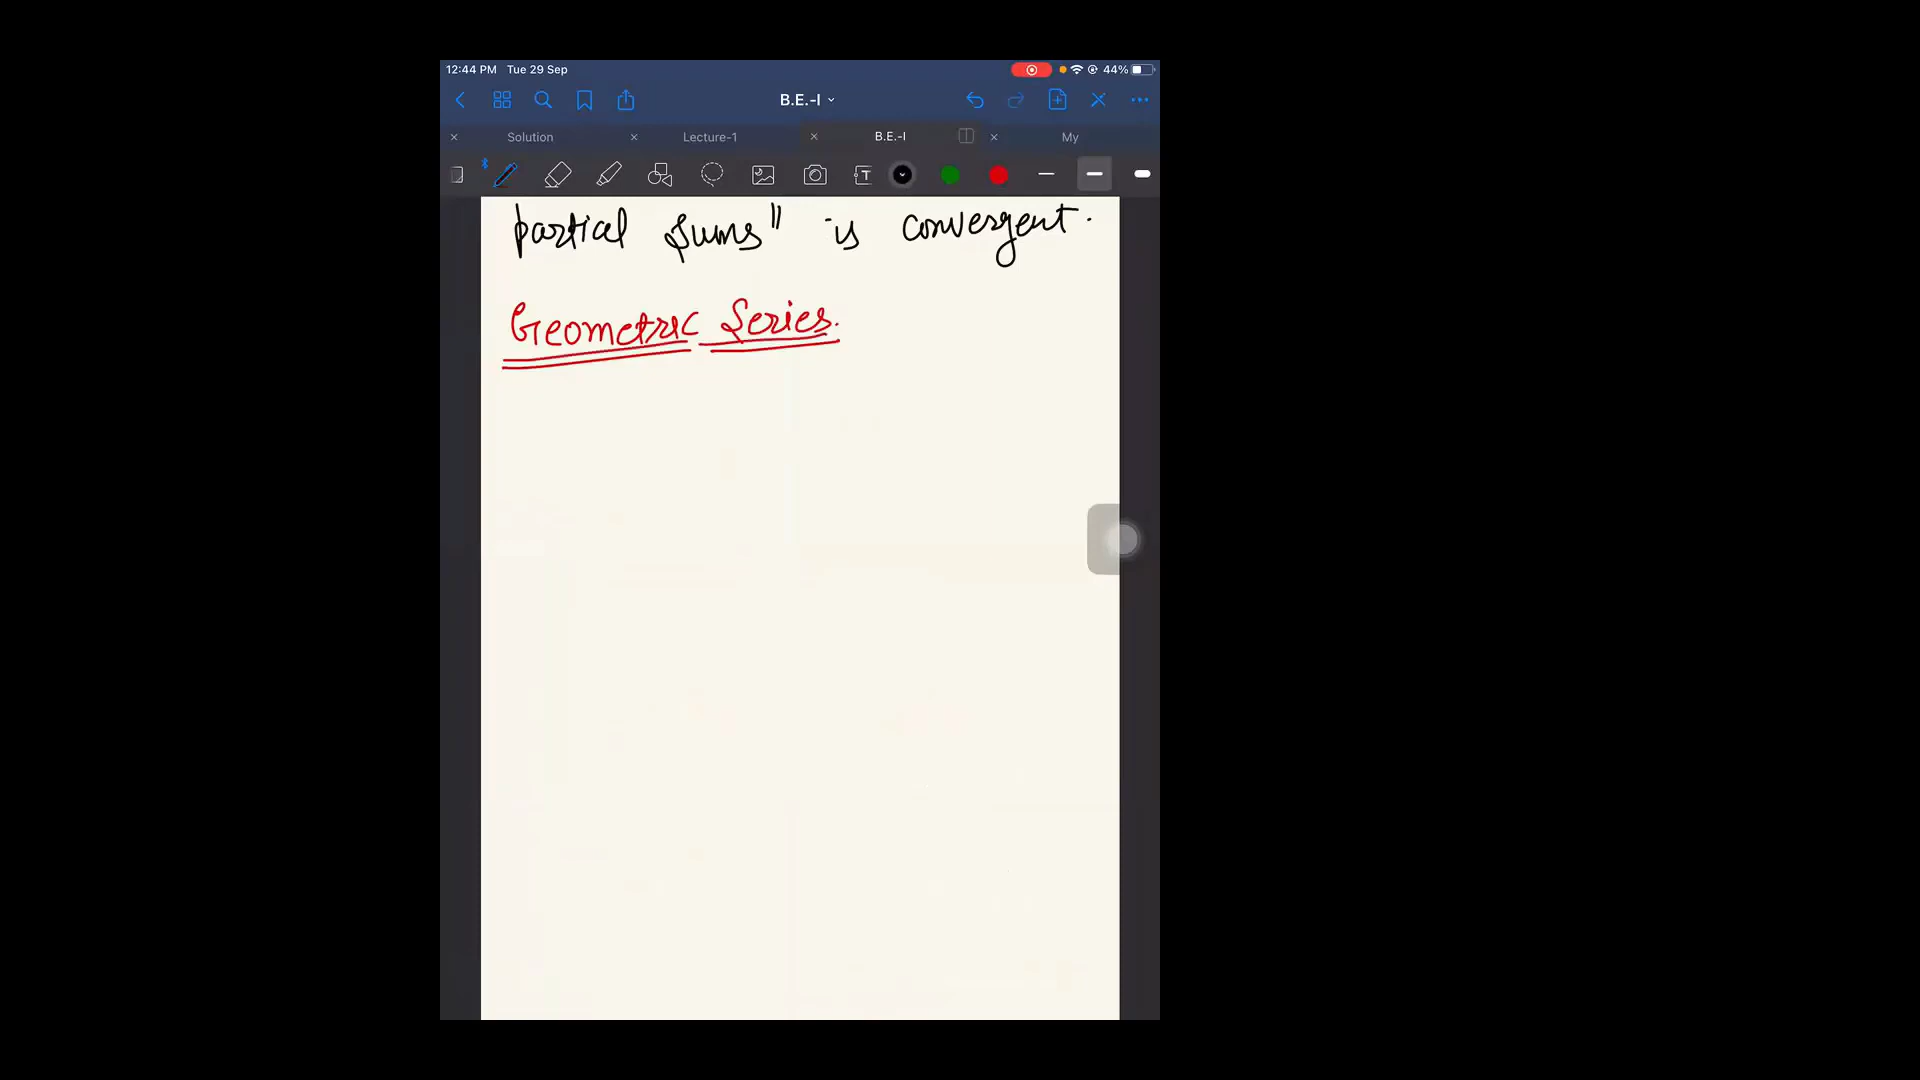 12:44 PM Tue 29 Sep 44%
B.E.-I
Solution Lecture-1 B.E.-I My
T
partial sums" is convergent.
Geometric Series.